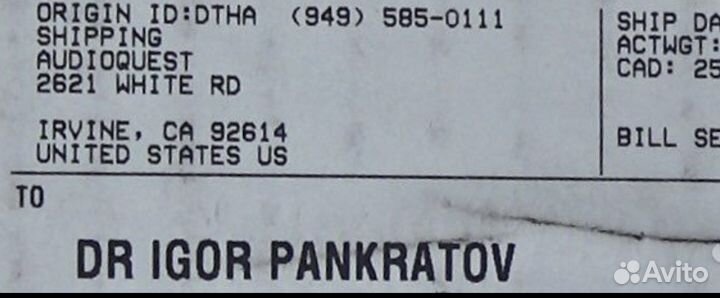 ORIGIN ID:DTHA (949) 585-0111
SHIPPING
AUDIOQUEST
2621 WHITE RD
IRVINE, CA 92614
UNITED STATES US
SHIP DA
ACTWGT:
CAD: 25
BILL SE
TO
DR IGOR PANKRATOV
Avito